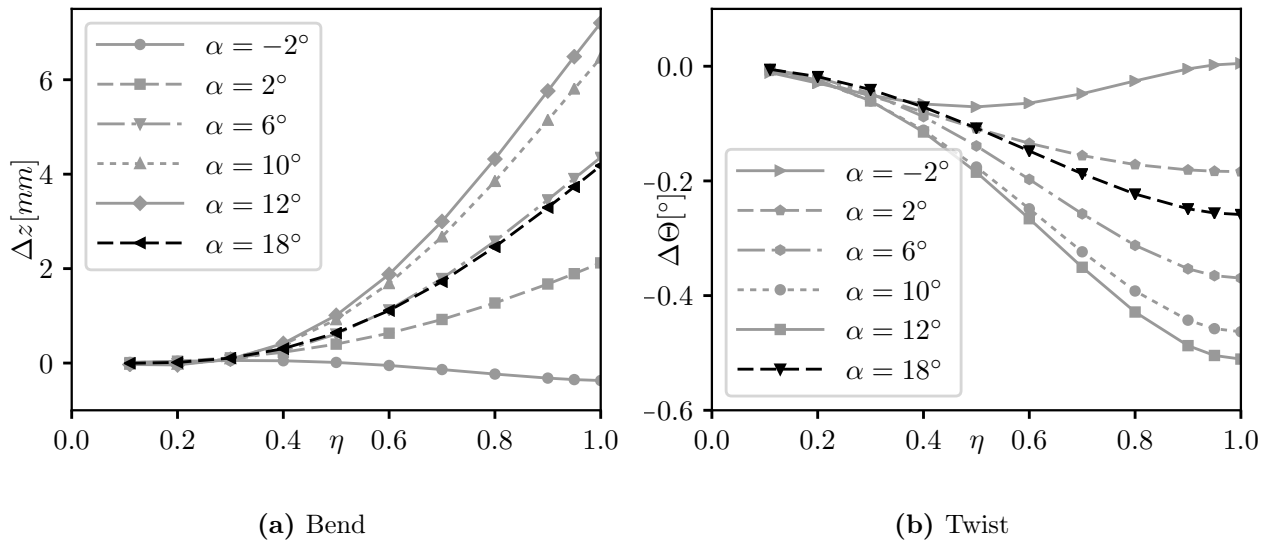 6
4
2
0
Δz[mm]
α = −2°
α = 2°
α = 6°
α = 10°
α = 12°
α = 18°
0.0 0.2 0.4 η 0.6 0.8 1.0
(a) Bend
0.0
−0.2
−0.4
−0.6
ΔΘ[°]
α = −2°
α = 2°
α = 6°
α = 10°
α = 12°
α = 18°
0.0 0.2 0.4 η 0.6 0.8 1.0
(b) Twist